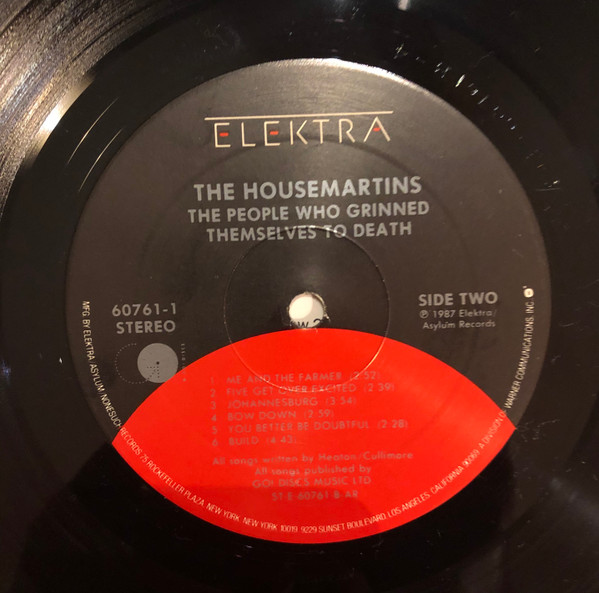 ELEKTRA
THE HOUSEMARTINS
THE PEOPLE WHO GRINNED
THEMSELVES TO DEATH
60761-1
STEREO
SIDE TWO
℗ 1987 Elektra/
Asylum Records
1 ME AND THE FARMER (2:52)
2 FIVE GET OVER EXCITED (2:39)
3 JOHANNESBURG (3:54)
4 BOW DOWN (2:59)
5 YOU BETTER BE DOUBTFUL (2:28)
6 BUILD (4:42)
All songs written by Heaton/Cullimore
All songs published by
GO! DISCS MUSIC LTD
ST-E-60761 B AR
MFG. BY ELEKTRA/ASYLUM/NONESUCH RECORDS, 75 ROCKEFELLER PLAZA, NEW YORK, NEW YORK 10019. 9229 SUNSET BOULEVARD, LOS ANGELES, CALIFORNIA 90069. A DIVISION OF WARNER COMMUNICATIONS, INC.